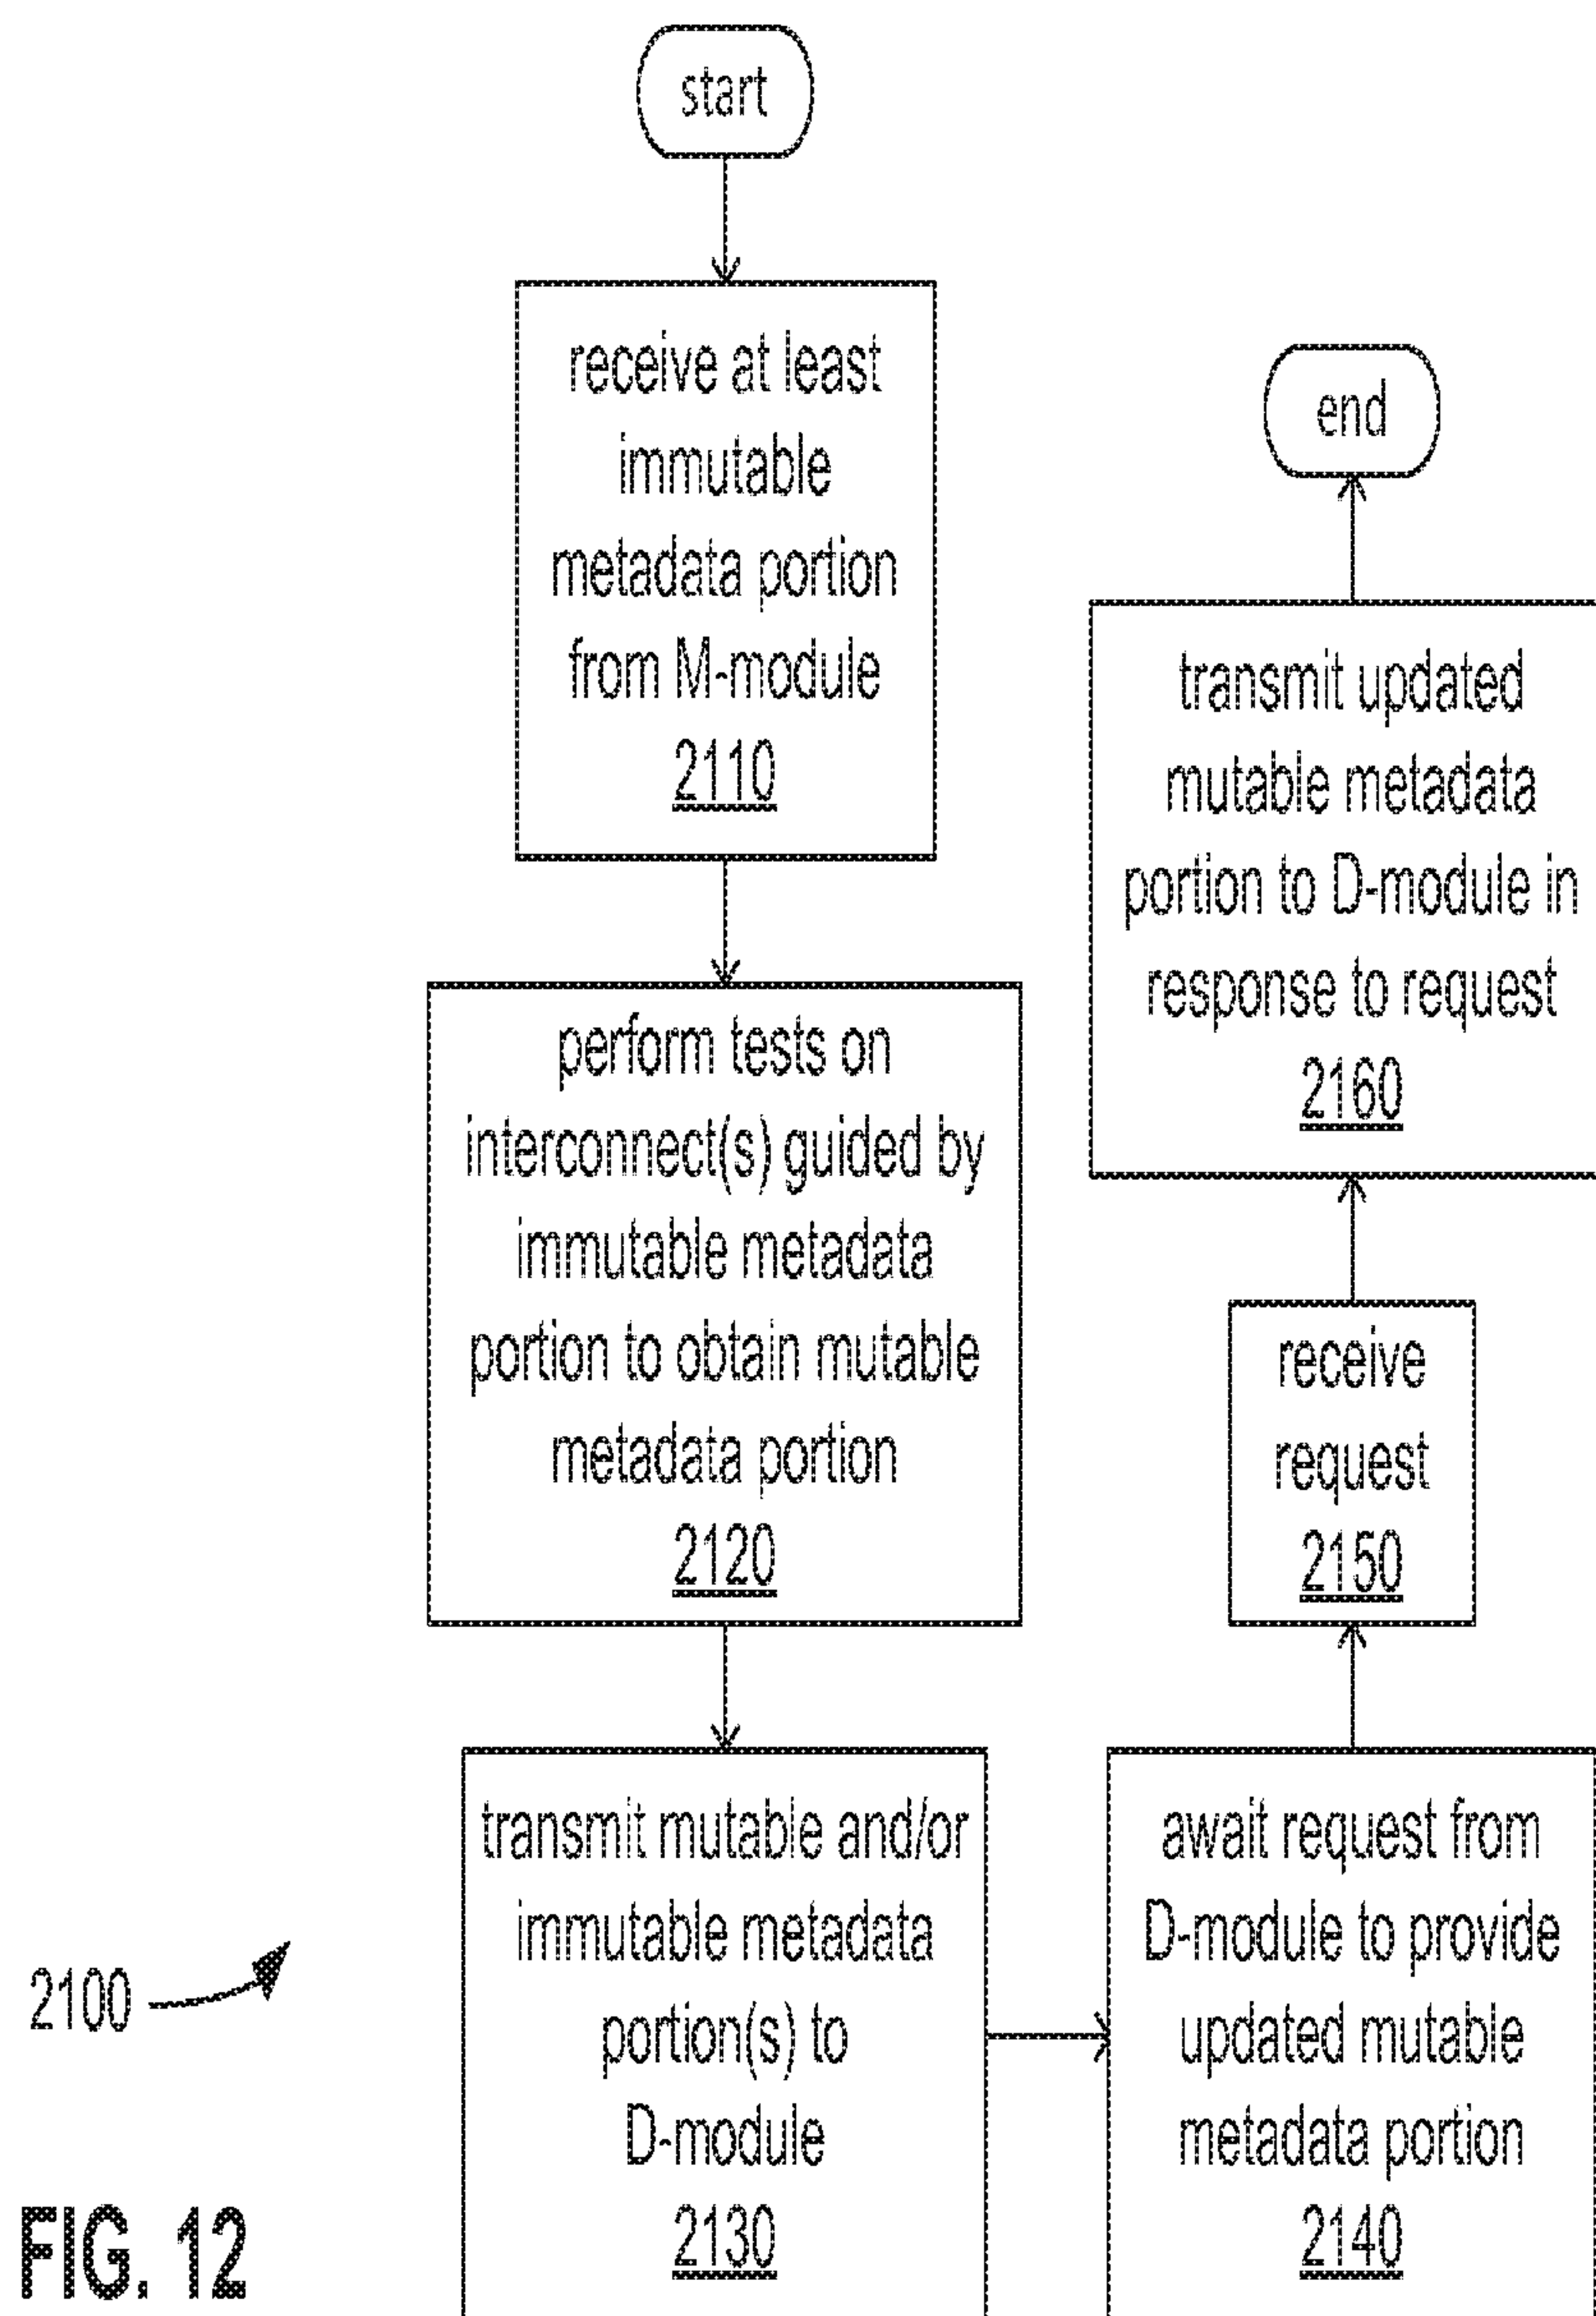 start
receive at least
immutable
metadata portion
from M-module
2110
perform tests on
interconnect(s) guided by
immutable metadata
portion to obtain mutable
metadata portion
2120
transmit mutable and/or
immutable metadata
portion(s) to
D-module
2130
await request from
D-module to provide
updated mutable
metadata portion
2140
receive
request
2150
transmit updated
mutable metadata
portion to D-module in
response to request
2160
end
2100
FIG. 12